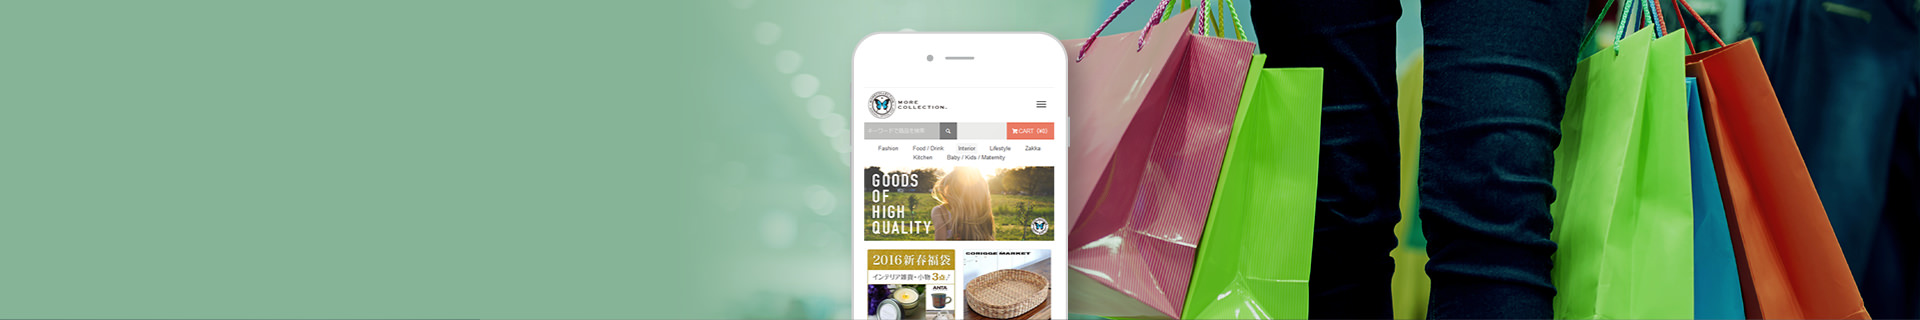 MORE
COLLECTION.
キーワードで商品を検索
CART (¥0)
Fashion Food / Drink Interior Lifestyle Zakka
Kitchen Baby / Kids / Maternity
GOODS
OF
HIGH
QUALITY
2016新春福袋
インテリア雑貨・小物3点!
ANTA
CORISGE MARKET